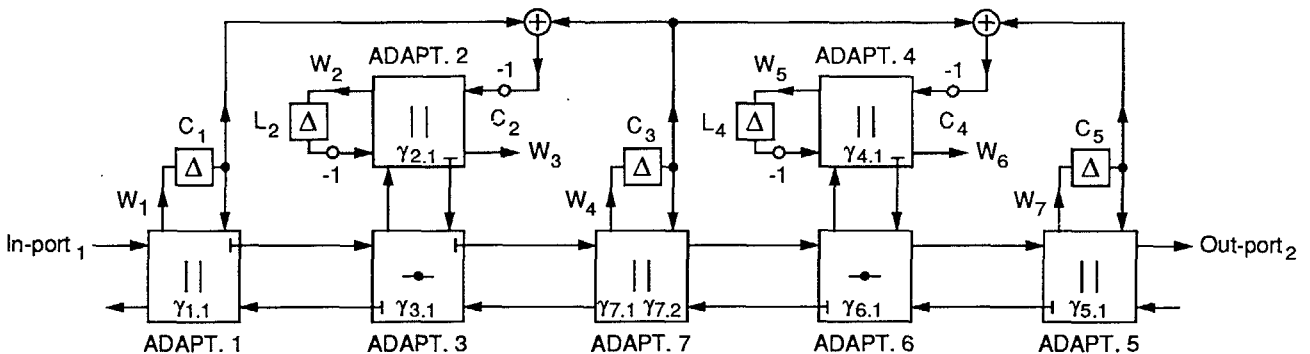 ADAPT. 2
ADAPT. 4
W2
-1
W5
-1
C1
L2
Δ
C2
C3
L4
Δ
C4
C5
||
γ2.1
W3
||
γ4.1
W6
Δ
-1
Δ
-1
Δ
W1
W4
W7
In-port1
Out-port2
||
||
||
γ1.1
γ3.1
γ7.1 γ7.2
γ6.1
γ5.1
ADAPT. 1
ADAPT. 3
ADAPT. 7
ADAPT. 6
ADAPT. 5